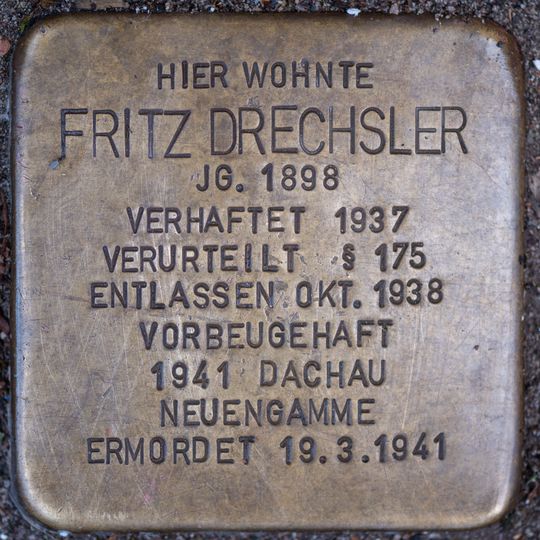 HIER WOHNTE
FRITZ DRECHSLER
JG. 1898
VERHAFTET 1937
VERURTEILT § 175
ENTLASSEN OKT. 1938
VORBEUGEHAFT
1941 DACHAU
NEUENGAMME
ERMORDET 19.3.1941